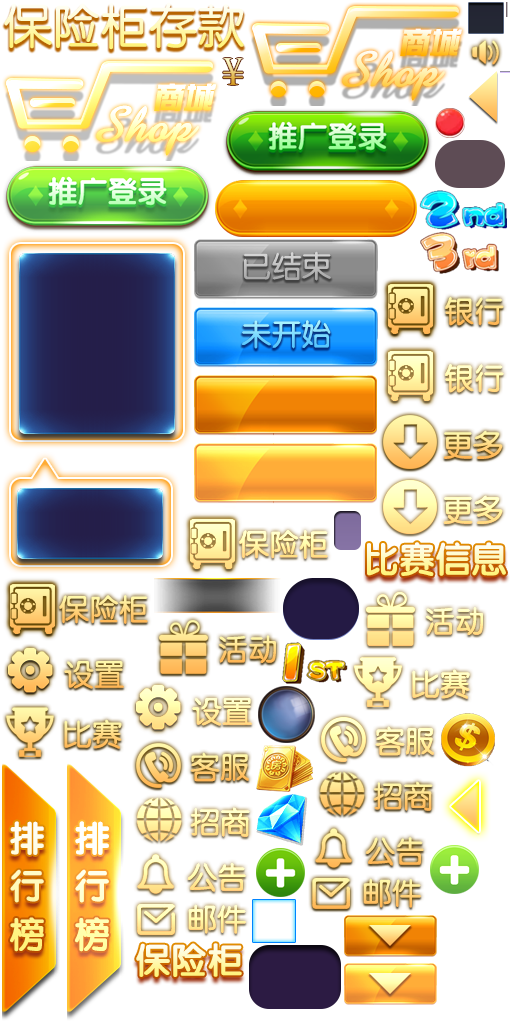 保险柜存款
商城
Shop
¥
商城
Shop
推广登录
推广登录
2nd
3rd
已结束
未开始
银行
银行
更多
更多
保险柜
比赛信息
保险柜
活动
活动
1ST
设置
比赛
设置
比赛
客服
客服
$
招商
招商
排行榜
排行榜
公告
公告
邮件
邮件
保险柜